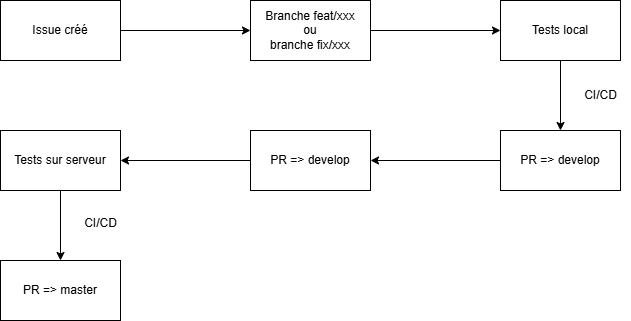 Issue créé
Branche feat/xxx
ou
branche fix/xxx
Tests local
CI/CD
PR => develop
PR => develop
Tests sur serveur
CI/CD
PR => master